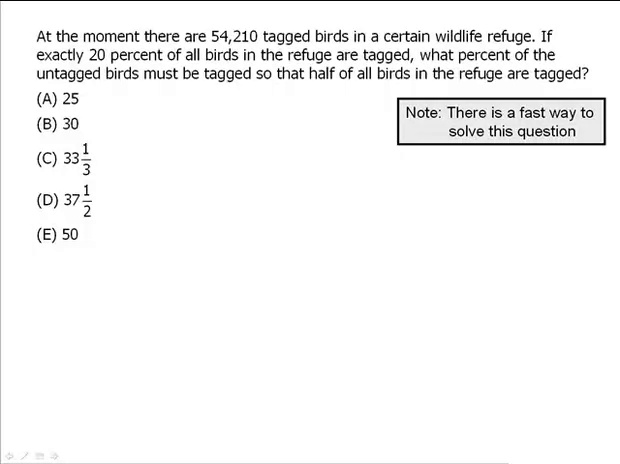 At the moment there are 54,210 tagged birds in a certain wildlife refuge. If
exactly 20 percent of all birds in the refuge are tagged, what percent of the
untagged birds must be tagged so that half of all birds in the refuge are tagged?
(A) 25
Note: There is a fast way to
solve this question
(B) 30
(C) 33 1/3
(D) 37 1/2
(E) 50